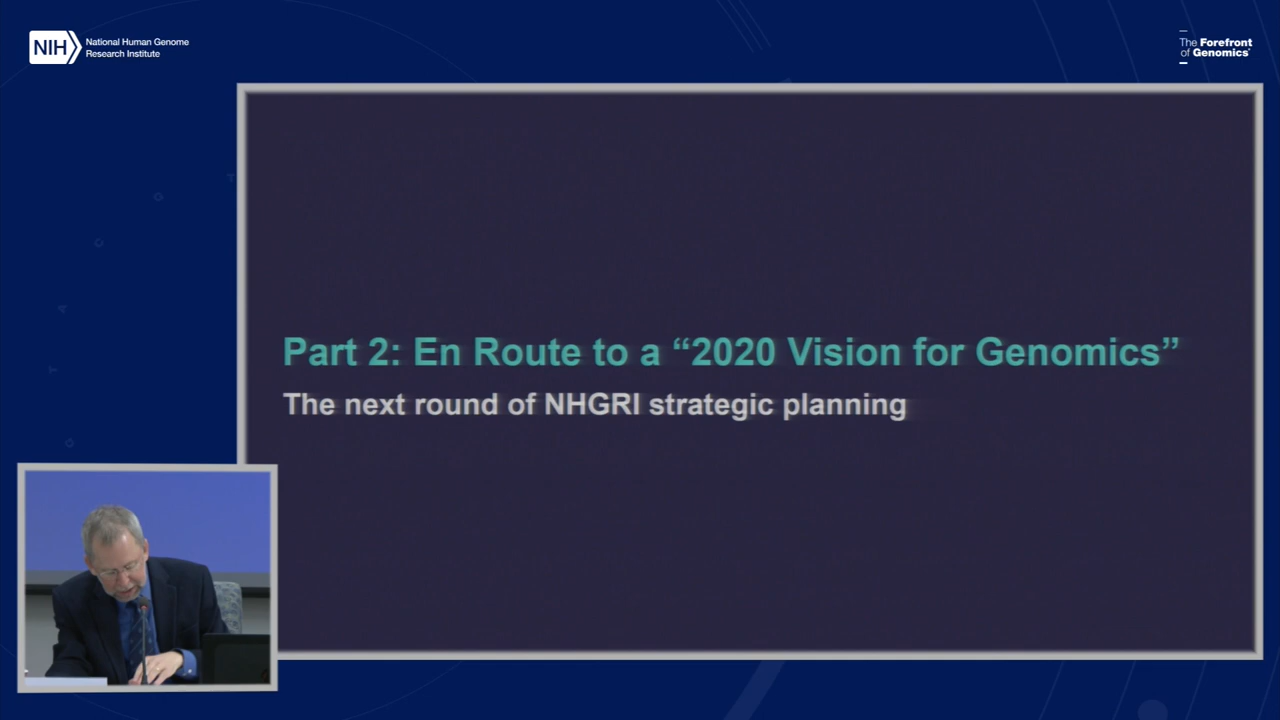 NIH
National Human Genome
Research Institute
The Forefront
of Genomics®
Part 2: En Route to a “2020 Vision for Genomics”
The next round of NHGRI strategic planning